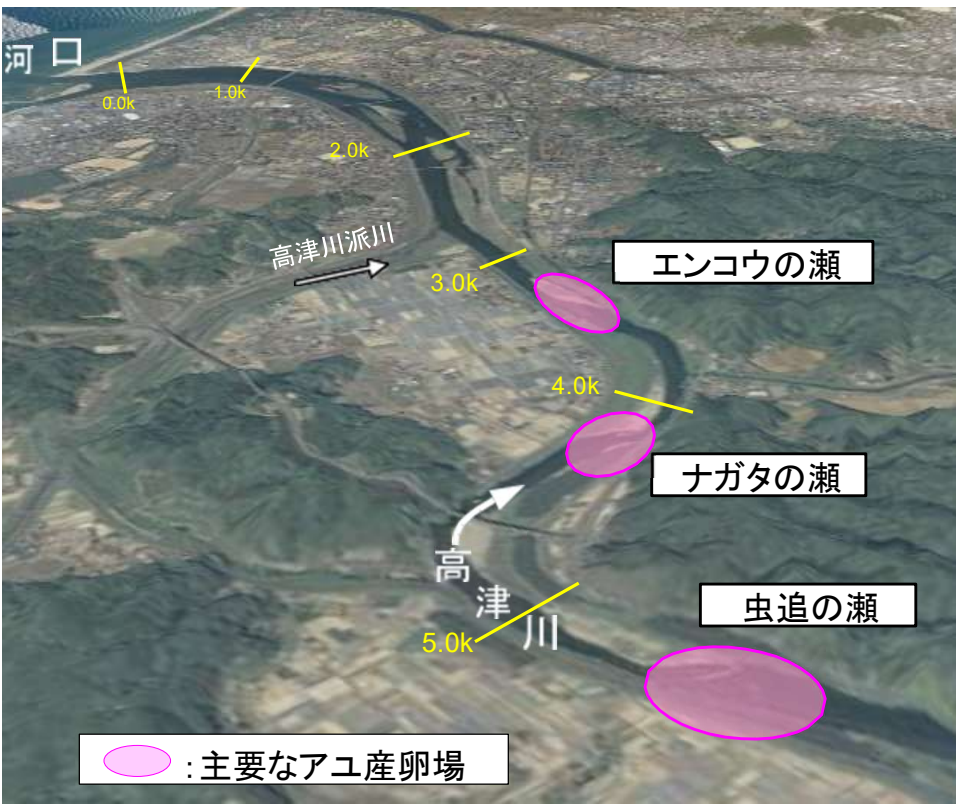 河口
0.0k
1.0k
2.0k
高津川派川
3.0k
エンコウの瀬
4.0k
ナガタの瀬
高津川
5.0k
虫追の瀬
：主要なアユ産卵場